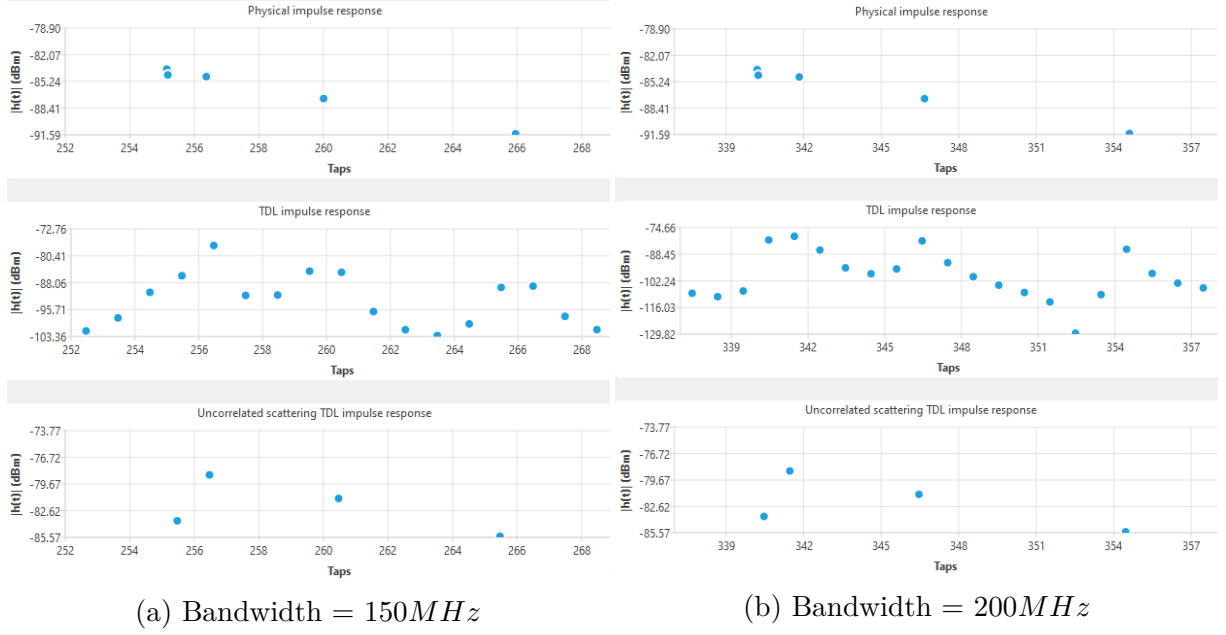 Physical impulse response
|h(t)| (dBm)
-78.90
-82.07
-85.24
-88.41
-91.59
252 254 256 258 260 262 264 266 268
Taps
TDL impulse response
|h(t)| (dBm)
-72.76
-80.41
-88.06
-95.71
-103.36
252 254 256 258 260 262 264 266 268
Taps
Uncorrelated scattering TDL impulse response
|h(t)| (dBm)
-73.77
-76.72
-79.67
-82.62
-85.57
252 254 256 258 260 262 264 266 268
Taps
(a) Bandwidth = 150MHz
Physical impulse response
|h(t)| (dBm)
-78.90
-82.07
-85.24
-88.41
-91.59
339 342 345 348 351 354 357
Taps
TDL impulse response
|h(t)| (dBm)
-74.66
-88.45
-102.24
-116.03
-129.82
339 342 345 348 351 354 357
Taps
Uncorrelated scattering TDL impulse response
|h(t)| (dBm)
-73.77
-76.72
-79.67
-82.62
-85.57
339 342 345 348 351 354 357
Taps
(b) Bandwidth = 200MHz